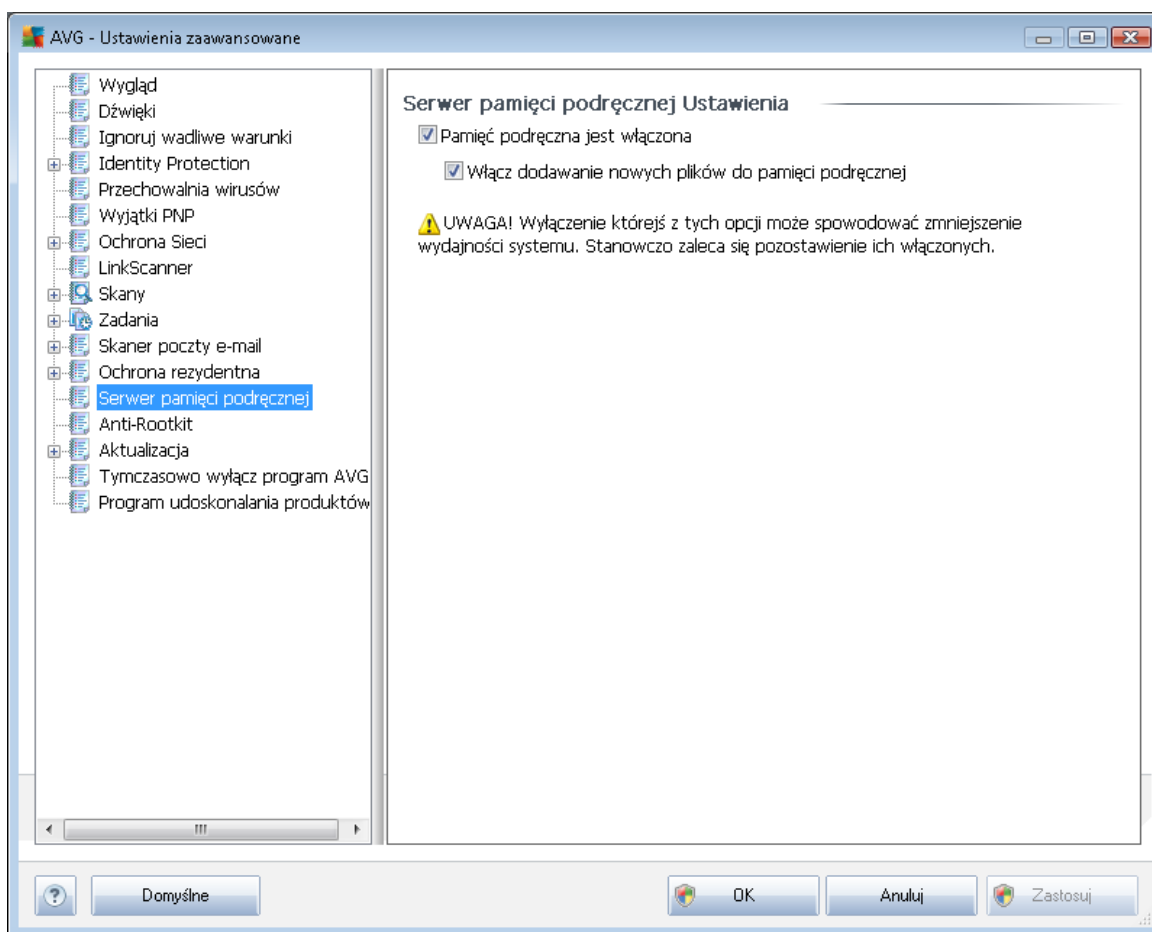 AVG - Ustawienia zaawansowane
Wygląd
Dźwięki
Ignoruj wadliwe warunki
Identity Protection
Przechowalnia wirusów
Wyjątki PNP
Ochrona Sieci
LinkScanner
Skany
Zadania
Skaner poczty e-mail
Ochrona rezydentna
Serwer pamięci podręcznej
Anti-Rootkit
Aktualizacja
Tymczasowo wyłącz program AVG
Program udoskonalania produktów
Serwer pamięci podręcznej Ustawienia
Pamięć podręczna jest włączona
Włącz dodawanie nowych plików do pamięci podręcznej
UWAGA! Wyłączenie którejś z tych opcji może spowodować zmniejszenie
wydajności systemu. Stanowczo zaleca się pozostawienie ich włączonych.
? Domyślne OK Anuluj Zastosuj